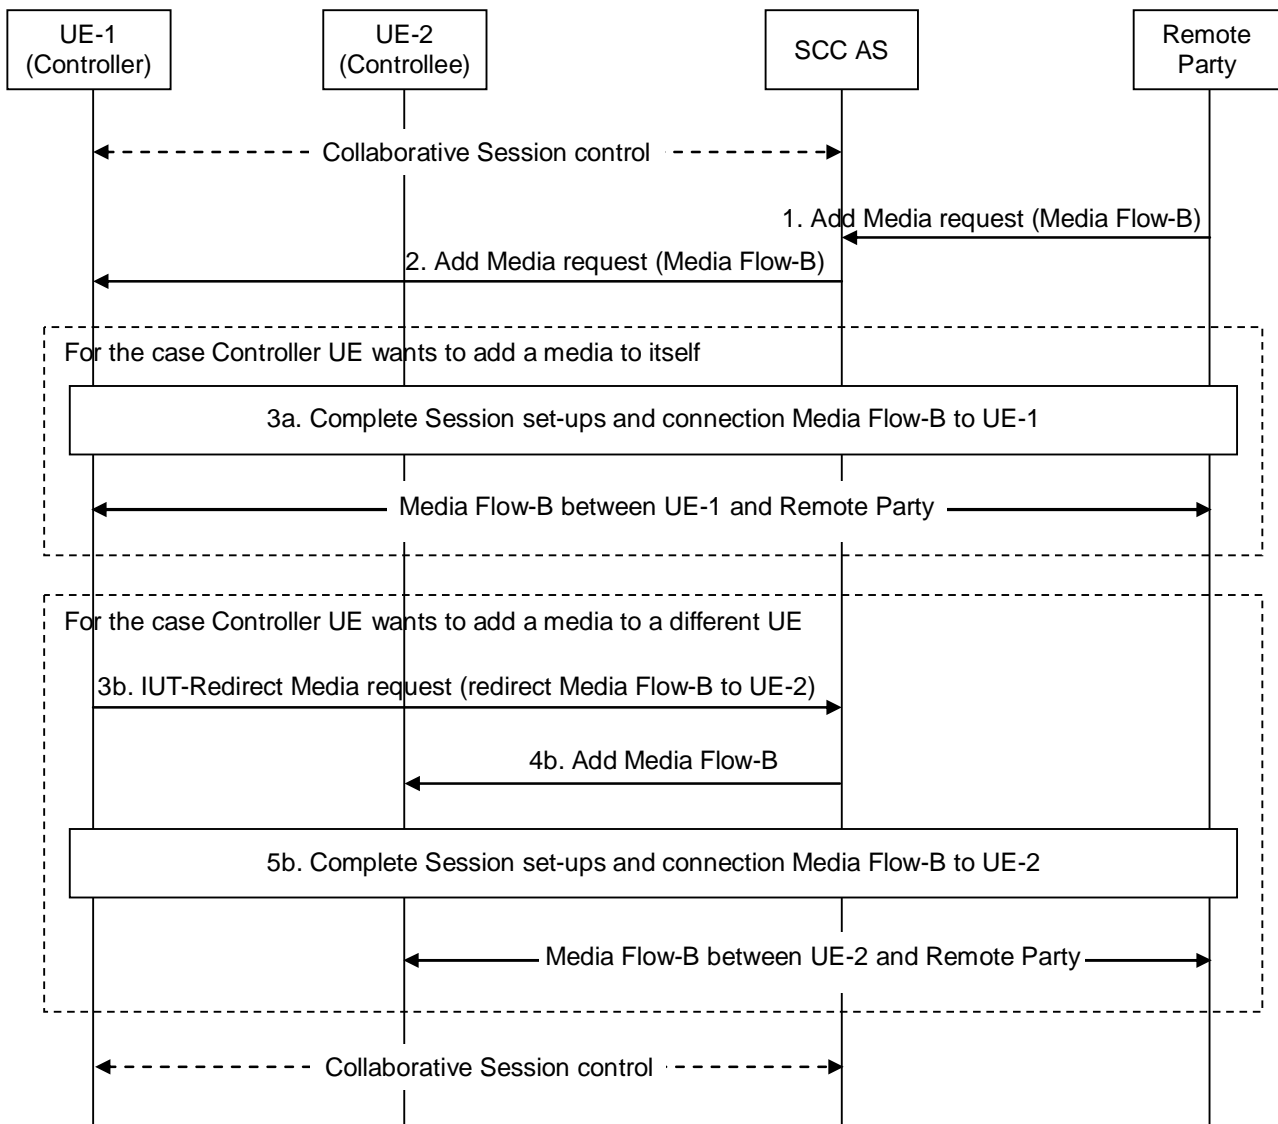 UE-1
(Controller)
UE-2
(Controllee)
SCC AS
Remote
Party
Collaborative Session control
1. Add Media request (Media Flow-B)
2. Add Media request (Media Flow-B)
For the case Controller UE wants to add a media to itself
3a. Complete Session set-ups and connection Media Flow-B to UE-1
Media Flow-B between UE-1 and Remote Party
For the case Controller UE wants to add a media to a different UE
3b. IUT-Redirect Media request (redirect Media Flow-B to UE-2)
4b. Add Media Flow-B
5b. Complete Session set-ups and connection Media Flow-B to UE-2
Media Flow-B between UE-2 and Remote Party
Collaborative Session control